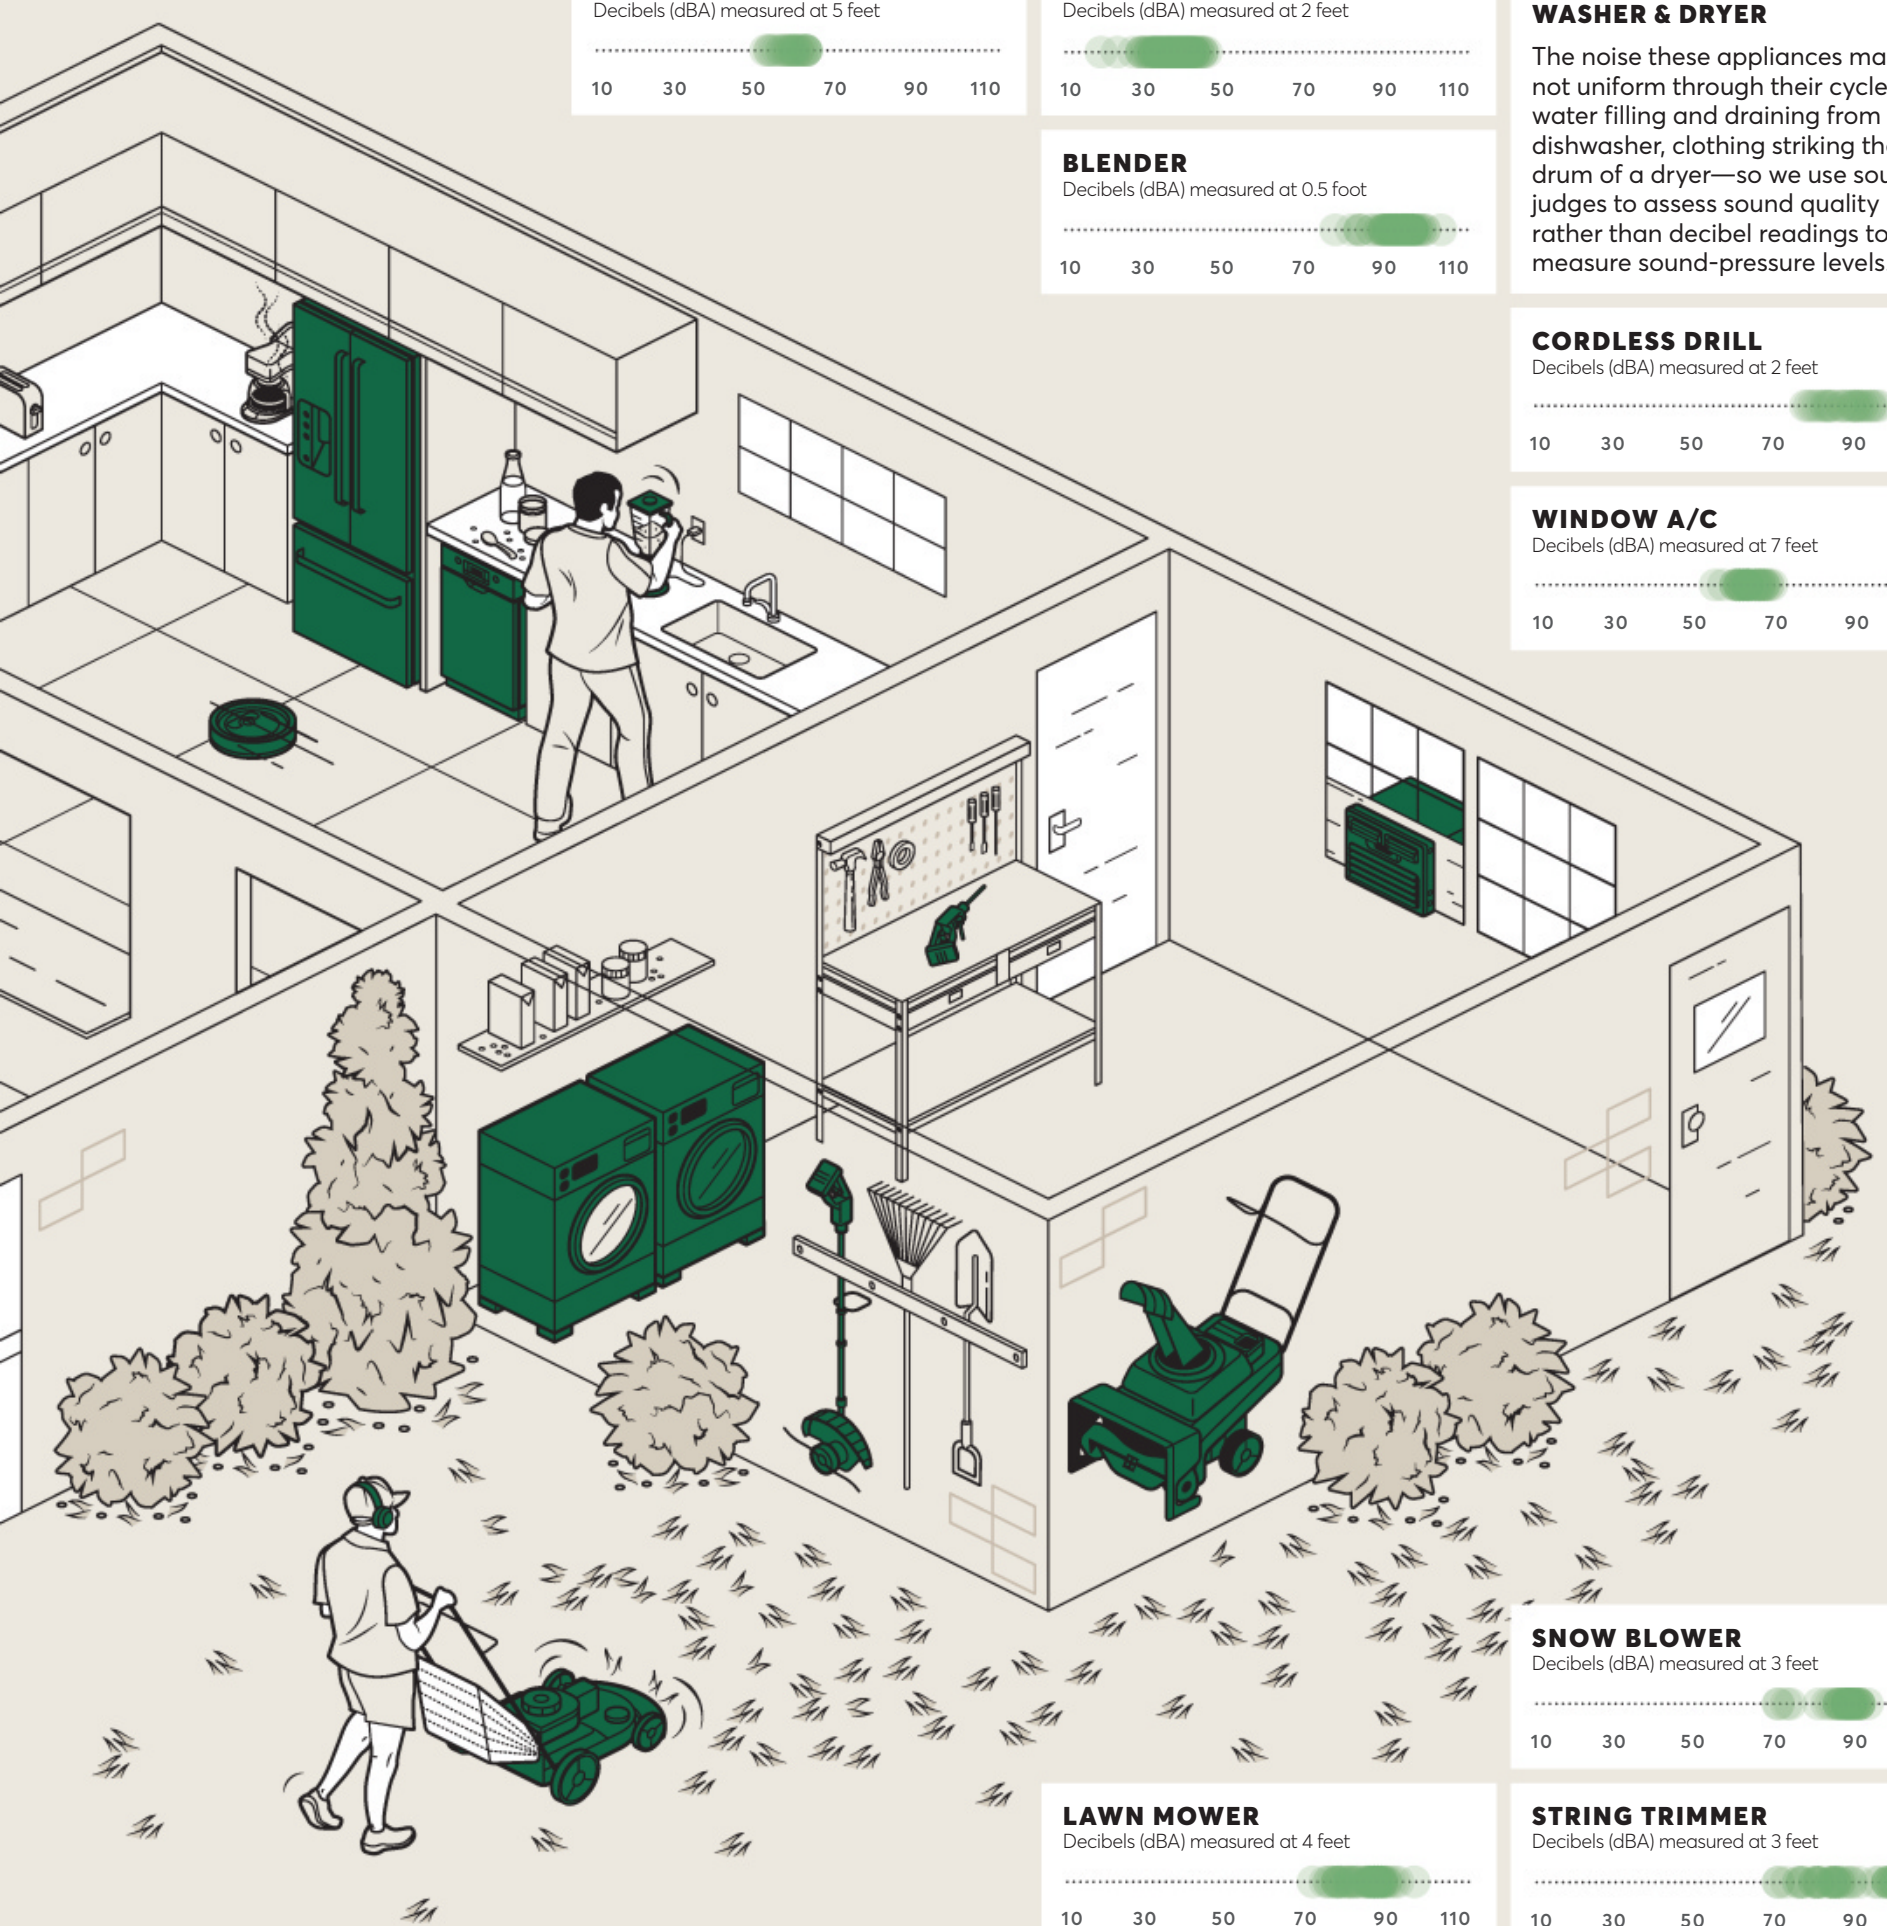 Decibels (dBA) measured at 5 feet
10 30 50 70 90 110
Decibels (dBA) measured at 2 feet
10 30 50 70 90 110
BLENDER
Decibels (dBA) measured at 0.5 foot
10 30 50 70 90 110
WASHER & DRYER
The noise these appliances ma
not uniform through their cycle
water filling and draining from
dishwasher, clothing striking th
drum of a dryer—so we use sou
judges to assess sound quality
rather than decibel readings to
measure sound-pressure levels
CORDLESS DRILL
Decibels (dBA) measured at 2 feet
10 30 50 70 90
WINDOW A/C
Decibels (dBA) measured at 7 feet
10 30 50 70 90
SNOW BLOWER
Decibels (dBA) measured at 3 feet
10 30 50 70 90
LAWN MOWER
Decibels (dBA) measured at 4 feet
10 30 50 70 90 110
STRING TRIMMER
Decibels (dBA) measured at 3 feet
10 30 50 70 90